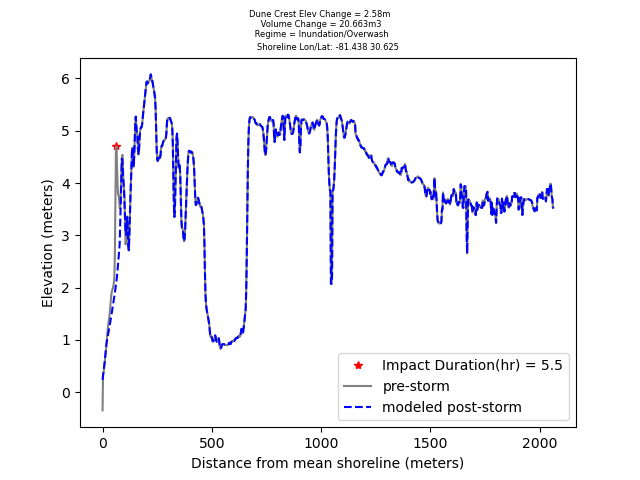 Dune Crest Elev Change = 2.58m
Volume Change = 20.663m3
Regime = Inundation/Overwash
Shoreline Lon/Lat: -81.438 30.625
6
5
4
3
2
1
0
Elevation (meters)
Impact Duration(hr) = 5.5
pre-storm
modeled post-storm
0
500
1000
1500
2000
Distance from mean shoreline (meters)